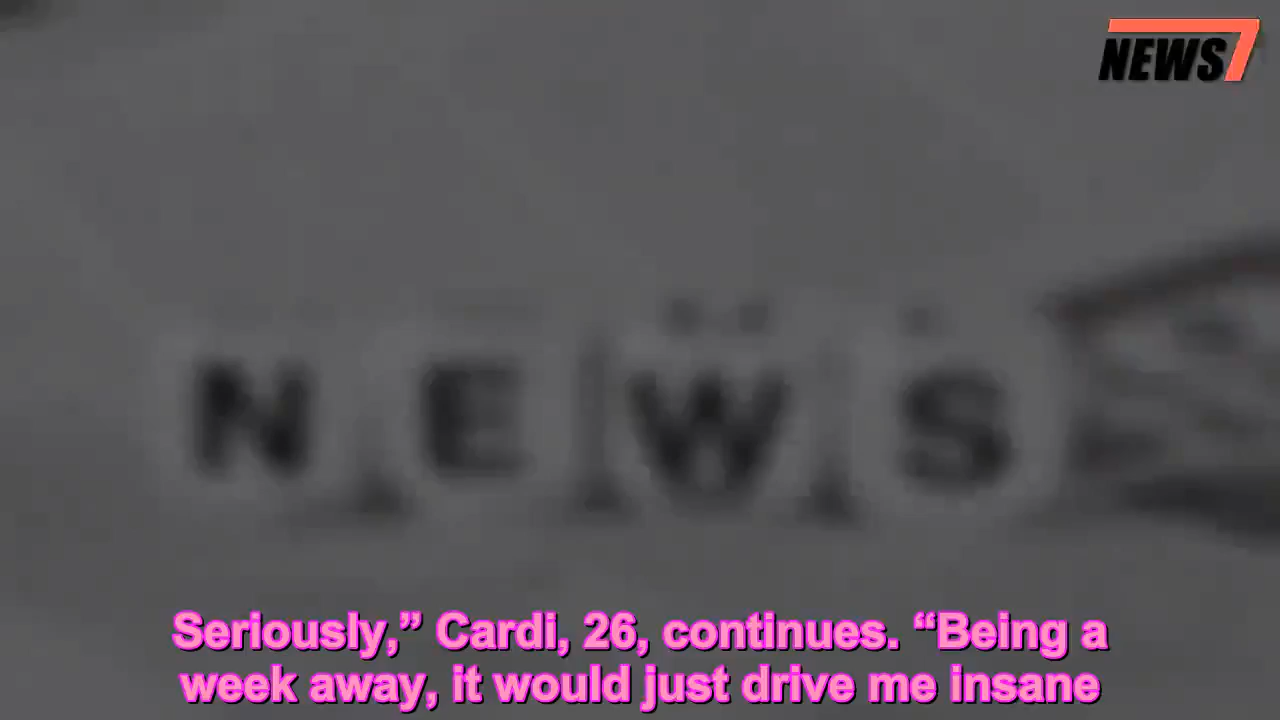 NEWS7
NEWS
Seriously,” Cardi, 26, continues. “Being a
week away, it would just drive me insane